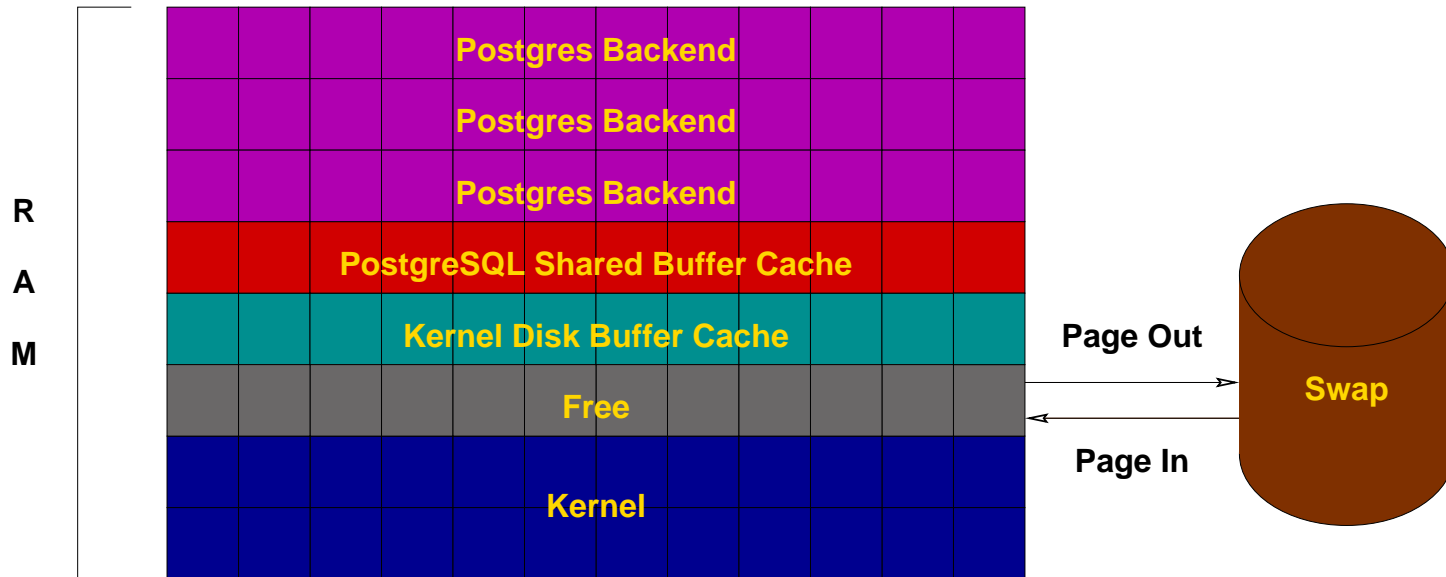 Postgres Backend
Postgres Backend
Postgres Backend
PostgreSQL Shared Buffer Cache
Kernel Disk Buffer Cache
Free
Kernel
R
A
M
Page Out
Swap
Page In